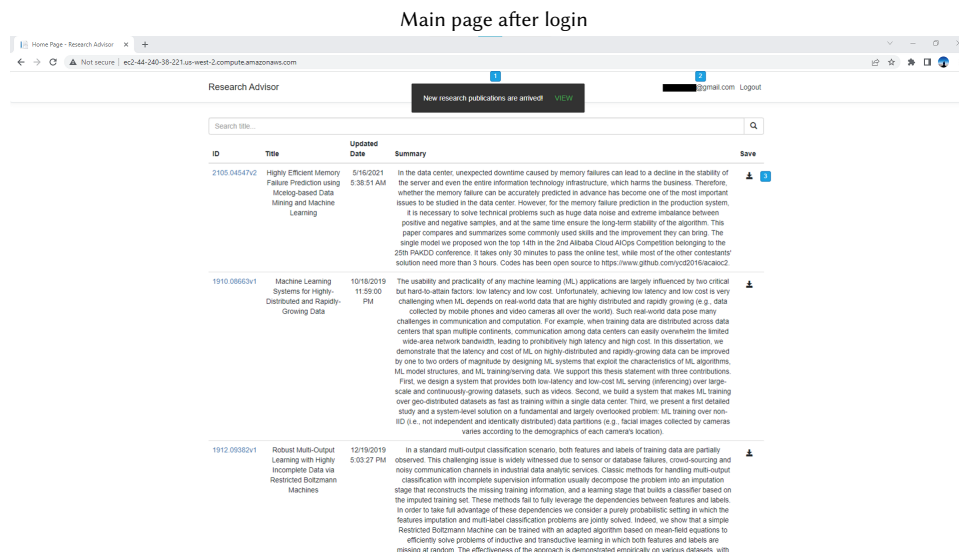 Main page after login
Home Page - Research Advisor
Not secure | ec2-44-240-38-221.us-west-2.compute.amazonaws.com
1
2
Research Advisor
New research publications are arrived! VIEW
@gmail.com Logout
Search title...
ID Title Updated Date Summary Save
2105.04547v2
Highly Efficient Memory
Failure Prediction using
Mcelog-based Data
Mining and Machine
Learning
5/16/2021
5:38:51 AM
In the data center, unexpected downtime caused by memory failures can lead to a decline in the stability of
the server and even the entire information technology infrastructure, which harms the business. Therefore,
whether the memory failure can be accurately predicted in advance has become one of the most important
issues to be studied in the data center. However, for the memory failure prediction in the production system,
it is necessary to solve technical problems such as huge data noise and extreme imbalance between
positive and negative samples, and at the same time ensure the long-term stability of the algorithm. This
paper compares and summarizes some commonly used skills and the improvement they can bring. The
single model we proposed won the top 14th in the 2nd Alibaba Cloud AIOps Competition belonging to the
25th PAKDD conference. It takes only 30 minutes to pass the online test, while most of the other contestants'
solution need more than 3 hours. Codes has been open source to https://www.github.com/ycd2016/acaioc2.
3
1910.08663v1
Machine Learning
Systems for Highly-
Distributed and Rapidly-
Growing Data
10/18/2019
11:59:00
PM
The usability and practicality of any machine learning (ML) applications are largely influenced by two critical
but hard-to-attain factors: low latency and low cost. Unfortunately, achieving low latency and low cost is very
challenging when ML depends on real-world data that are highly distributed and rapidly growing (e.g., data
collected by mobile phones and video cameras all over the world). Such real-world data pose many
challenges in communication and computation. For example, when training data are distributed across data
centers that span multiple continents, communication among data centers can easily overwhelm the limited
wide-area network bandwidth, leading to prohibitively high latency and high cost. In this dissertation, we
demonstrate that the latency and cost of ML on highly-distributed and rapidly-growing data can be improved
by one to two orders of magnitude by designing ML systems that exploit the characteristics of ML algorithms,
ML model structures, and ML training/serving data. We support this thesis statement with three contributions.
First, we design a system that provides both low-latency and low-cost ML serving (inferencing) over large-
scale and continuously-growing datasets, such as videos. Second, we build a system that makes ML training
over geo-distributed datasets as fast as training within a single data center. Third, we present a first detailed
study and a system-level solution on a fundamental and largely overlooked problem: ML training over non-
IID (i.e., not independent and identically distributed) data partitions (e.g., facial images collected by cameras
varies according to the demographics of each camera's location).
1912.09382v1
Robust Multi-Output
Learning with Highly
Incomplete Data via
Restricted Boltzmann
Machines
12/19/2019
5:03:27 PM
In a standard multi-output classification scenario, both features and labels of training data are partially
observed. This challenging issue is widely witnessed due to sensor or database failures, crowd-sourcing and
noisy communication channels in industrial data analytic services. Classic methods for handling multi-output
classification with incomplete supervision information usually decompose the problem into an imputation
stage that reconstructs the missing training information, and a learning stage that builds a classifier based on
the imputed training set. These methods fail to fully leverage the dependencies between features and labels.
In order to take full advantage of these dependencies we consider a purely probabilistic setting in which the
features imputation and multi-label classification problems are jointly solved. Indeed, we show that a simple
Restricted Boltzmann Machine can be trained with an adapted algorithm based on mean-field equations to
efficiently solve problems of inductive and transductive learning in which both features and labels are
missing at random. The effectiveness of the approach is demonstrated empirically on various datasets, with